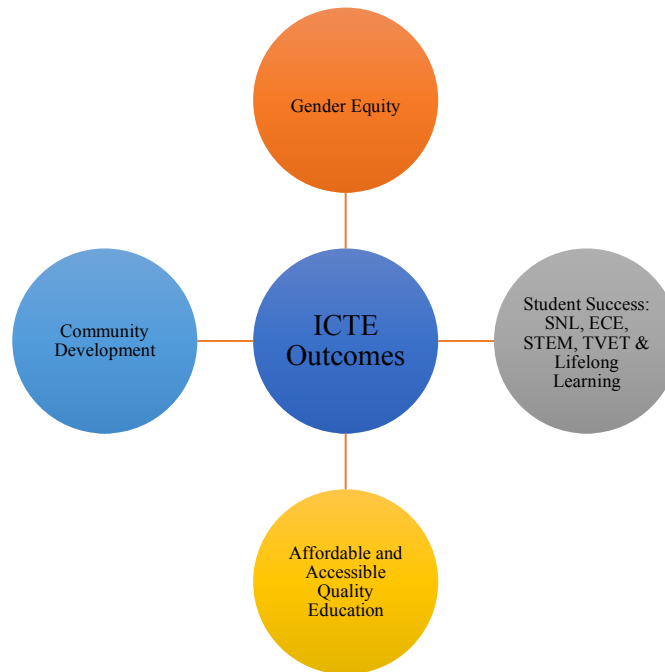 Gender Equity
Community
Development
ICTE
Outcomes
Student Success:
SNL, ECE,
STEM, TVET &
Lifelong
Learning
Affordable and
Accessible
Quality
Education